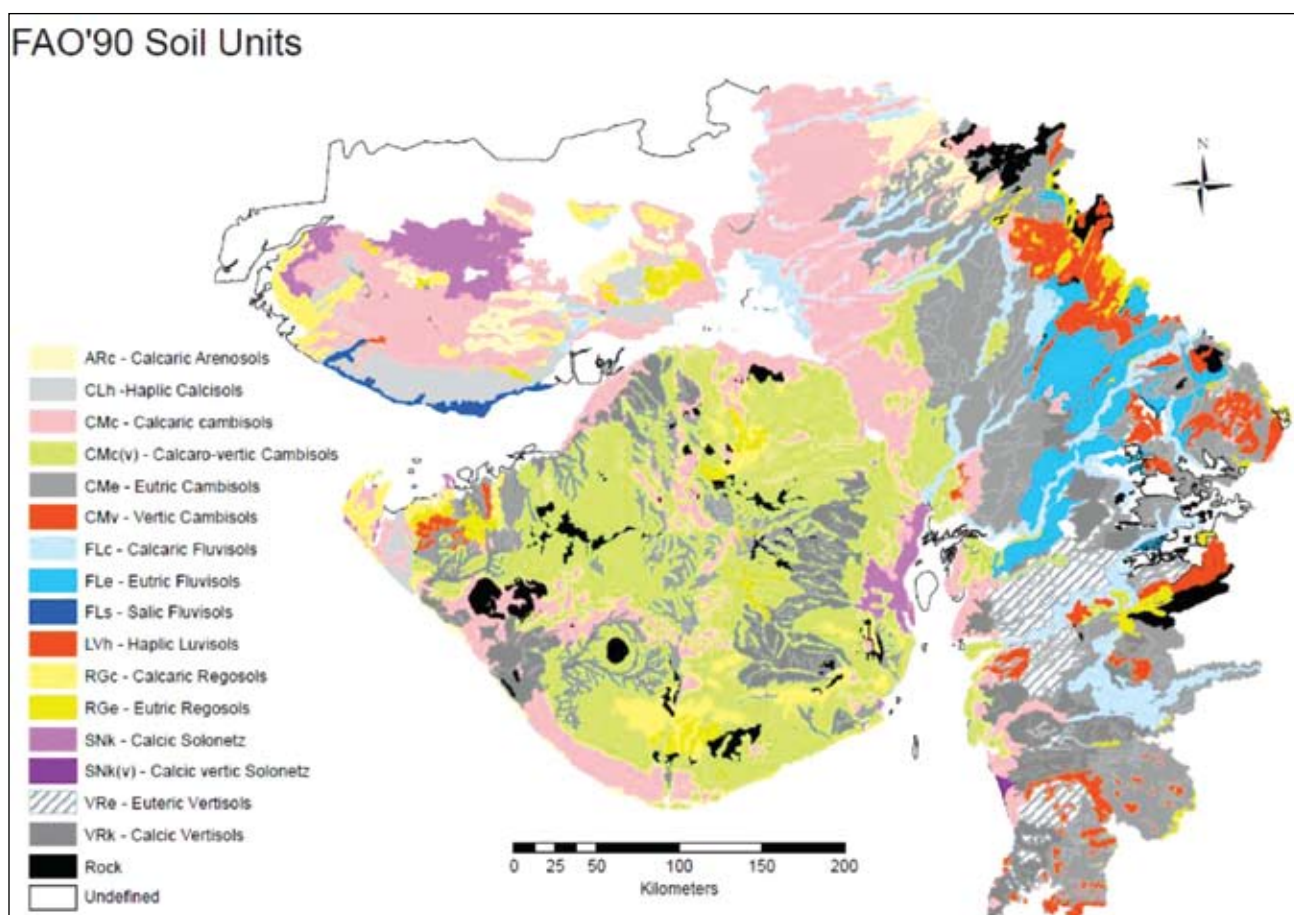 FAO'90 Soil Units
N
ARc - Calcaric Arenosols
CLh -Haplic Calcisols
CMc - Calcaric cambisols
CMc(v) - Calcaro-vertic Cambisols
CMe - Eutric Cambisols
CMv - Vertic Cambisols
FLc - Calcaric Fluvisols
FLe - Eutric Fluvisols
FLs - Salic Fluvisols
LVh - Haplic Luvisols
RGc - Calcaric Regosols
RGe - Eutric Regosols
SNk - Calcic Solonetz
SNk(v) - Calcic vertic Solonetz
VRe - Euteric Vertisols
VRk - Calcic Vertisols
Rock
Undefined
0 25 50 100 150 200
Kilometers